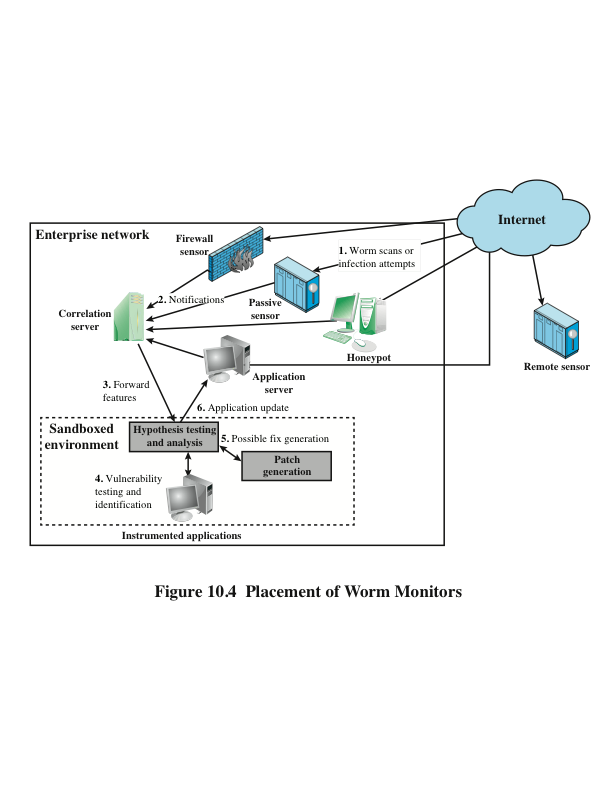 Internet
Enterprise network
Firewall
sensor
1. Worm scans or
infection attempts
2. Notifications
Passive
sensor
Correlation
server
Honeypot
Remote sensor
Application
server
3. Forward
features
6. Application update
Sandboxed
environment
Hypothesis testing
and analysis
5. Possible fix generation
Patch
generation
4. Vulnerability
testing and
identification
Instrumented applications
Figure 10.4 Placement of Worm Monitors